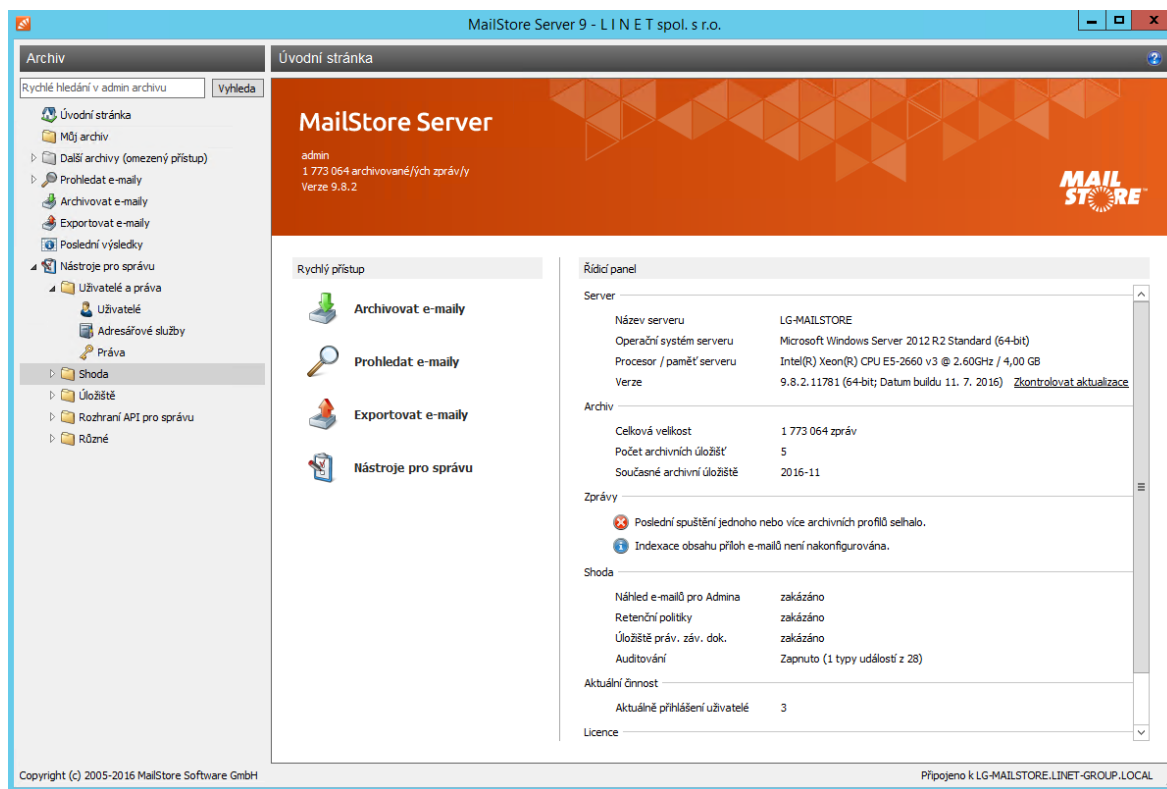 MailStore Server 9 - L I N E T spol. s r.o.
Archiv
Úvodní stránka
Rychlé hledání v admin archivu
Vyhleda
Úvodní stránka
Můj archiv
Další archivy (omezený přístup)
Prohledat e-maily
Archivovat e-maily
Exportovat e-maily
Poslední výsledky
Nástroje pro správu
Uživatelé a práva
Uživatelé
Adresářové služby
Práva
Shoda
Úložiště
Rozhraní API pro správu
Různé
MailStore Server
admin
1 773 064 archivované/ých zpráv/y
Verze 9.8.2
MAIL
STORE™
Rychlý přístup
Archivovat e-maily
Prohledat e-maily
Exportovat e-maily
Nástroje pro správu
Řídicí panel
Server
Název serveru LG-MAILSTORE
Operační systém serveru Microsoft Windows Server 2012 R2 Standard (64-bit)
Procesor / paměť serveru Intel(R) Xeon(R) CPU E5-2660 v3 @ 2.60GHz / 4,00 GB
Verze 9.8.2.11781 (64-bit; Datum buildu 11. 7. 2016) Zkontrolovat aktualizace
Archiv
Celková velikost 1 773 064 zpráv
Počet archivních úložišť 5
Současné archivní úložiště 2016-11
Zprávy
Poslední spuštění jednoho nebo více archivních profilů selhalo.
Indexace obsahu příloh e-mailů není nakonfigurována.
Shoda
Náhled e-mailů pro Admina zakázáno
Retenční politiky zakázáno
Úložiště práv. záv. dok. zakázáno
Auditování Zapnuto (1 typy událostí z 28)
Aktuální činnost
Aktuálně přihlášení uživatelé 3
Licence
Copyright (c) 2005-2016 MailStore Software GmbH
Připojeno k LG-MAILSTORE.LINET-GROUP.LOCAL